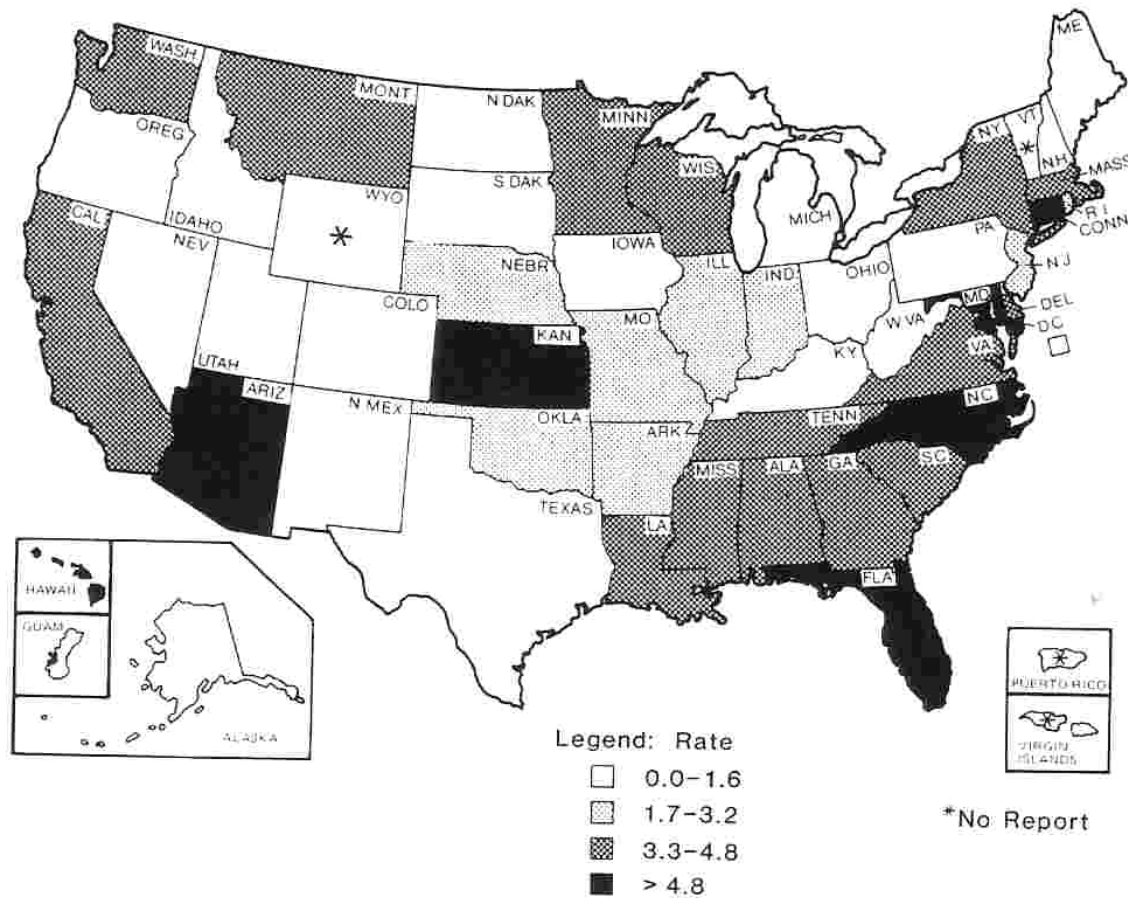 ME
WASH
MONT
N DAK
MINN
VT
NY
*
OREG
NH
MASS
S DAK
WIS
WYO
R I
CAL
IDAHO
*
MICH
CONN
NEV
IOWA
PA
NEBR
ILL
IND
OHIO
N J
COLO
MD
DEL
MO
W VA
DC
KAN
VA
UTAH
KY
ARIZ
N MEX
NC
OKLA
TENN
ARK
S.C.
MISS
ALA
GA
TEXAS
LA
FLA
HAWAII
GUAM
*
PUERTO RICO
ALASKA
*
VIRGIN
ISLANDS
Legend: Rate
0.0-1.6
1.7-3.2
3.3-4.8
> 4.8
*No Report